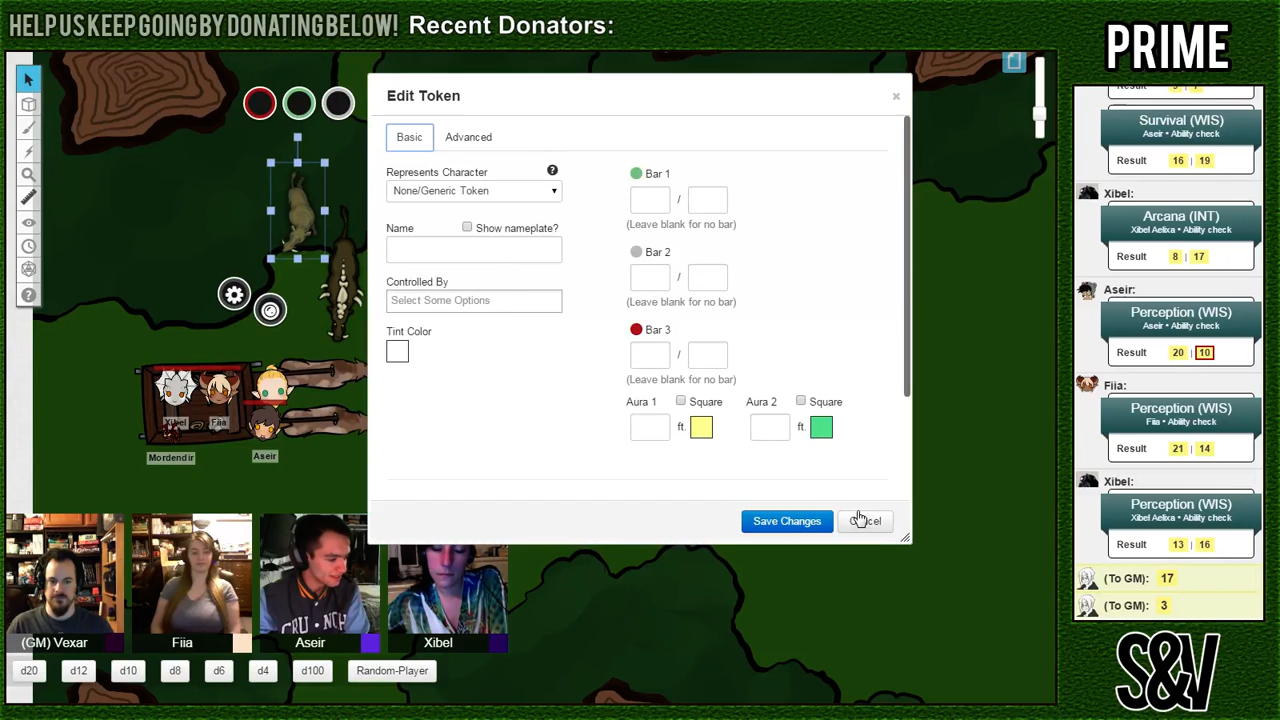 HELP US KEEP GOING BY DONATING BELOW! Recent Donators:
PRIME
Edit Token
×
Basic
Advanced
Represents Character
?
None/Generic Token
Name
Show nameplate?
Controlled By
Select Some Options
Tint Color
Bar 1
/
(Leave blank for no bar)
Bar 2
/
(Leave blank for no bar)
Bar 3
/
(Leave blank for no bar)
Aura 1
Square
Aura 2
Square
ft.
ft.
Save Changes
?
Xibel
Fiia
Mordendir
Aseir
Survival (WIS)
Aseir • Ability check
Result 16 | 19
Xibel:
Arcana (INT)
Xibel Aelixa • Ability check
Result 8 | 17
Aseir:
Perception (WIS)
Aseir • Ability check
Result 20 | 10
Fiia:
Perception (WIS)
Fiia • Ability check
Result 21 | 14
Xibel:
Perception (WIS)
Xibel Aelixa • Ability check
Result 13 | 16
(To GM): 17
(To GM): 3
CRUNCH
(GM) Vexar
Fiia
Aseir
Xibel
d20
d12
d10
d8
d6
d4
d100
Random-Player
S&V